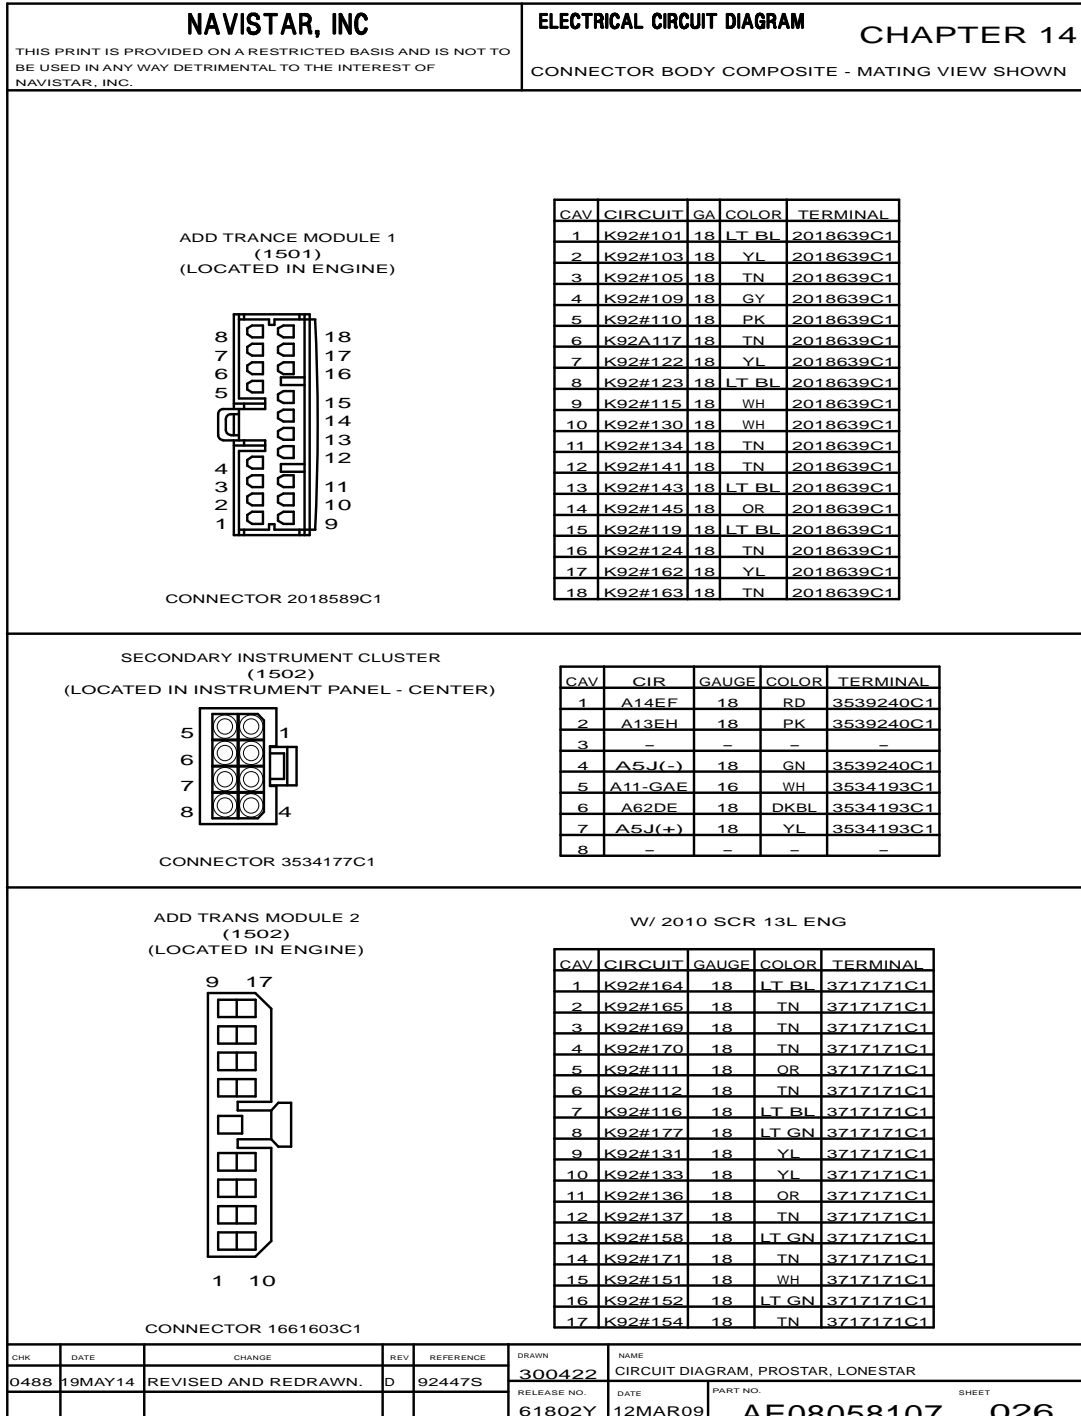 NAVISTAR, INC
THIS PRINT IS PROVIDED ON A RESTRICTED BASIS AND IS NOT TO
BE USED IN ANY WAY DETRIMENTAL TO THE INTEREST OF
NAVISTAR, INC.
ELECTRICAL CIRCUIT DIAGRAM
CHAPTER 14
CONNECTOR BODY COMPOSITE - MATING VIEW SHOWN
ADD TRANCE MODULE 1
(1501)
(LOCATED IN ENGINE)
8 18
7 17
6 16
5 15
14
13
4 12
3 11
2 10
1 9
CONNECTOR 2018589C1
CAV CIRCUIT GA COLOR TERMINAL
1 K92#101 18 LT BL 2018639C1
2 K92#103 18 YL 2018639C1
3 K92#105 18 TN 2018639C1
4 K92#109 18 GY 2018639C1
5 K92#110 18 PK 2018639C1
6 K92A117 18 TN 2018639C1
7 K92#122 18 YL 2018639C1
8 K92#123 18 LT BL 2018639C1
9 K92#115 18 WH 2018639C1
10 K92#130 18 WH 2018639C1
11 K92#134 18 TN 2018639C1
12 K92#141 18 TN 2018639C1
13 K92#143 18 LT BL 2018639C1
14 K92#145 18 OR 2018639C1
15 K92#119 18 LT BL 2018639C1
16 K92#124 18 TN 2018639C1
17 K92#162 18 YL 2018639C1
18 K92#163 18 TN 2018639C1
SECONDARY INSTRUMENT CLUSTER
(1502)
(LOCATED IN INSTRUMENT PANEL - CENTER)
5 1
6
7
8 4
CONNECTOR 3534177C1
CAV CIR GAUGE COLOR TERMINAL
1 A14EF 18 RD 3539240C1
2 A13EH 18 PK 3539240C1
3 – – – –
4 A5J(-) 18 GN 3539240C1
5 A11-GAE 16 WH 3534193C1
6 A62DE 18 DKBL 3534193C1
7 A5J(+) 18 YL 3534193C1
8 – – – –
ADD TRANS MODULE 2
(1502)
(LOCATED IN ENGINE)
9 17
1 10
CONNECTOR 1661603C1
W/ 2010 SCR 13L ENG
CAV CIRCUIT GAUGE COLOR TERMINAL
1 K92#164 18 LT BL 3717171C1
2 K92#165 18 TN 3717171C1
3 K92#169 18 TN 3717171C1
4 K92#170 18 TN 3717171C1
5 K92#111 18 OR 3717171C1
6 K92#112 18 TN 3717171C1
7 K92#116 18 LT BL 3717171C1
8 K92#177 18 LT GN 3717171C1
9 K92#131 18 YL 3717171C1
10 K92#133 18 YL 3717171C1
11 K92#136 18 OR 3717171C1
12 K92#137 18 TN 3717171C1
13 K92#158 18 LT GN 3717171C1
14 K92#171 18 TN 3717171C1
15 K92#151 18 WH 3717171C1
16 K92#152 18 LT GN 3717171C1
17 K92#154 18 TN 3717171C1
CHK DATE CHANGE REV REFERENCE
0488 19MAY14 REVISED AND REDRAWN. D 92447S
DRAWN
300422
NAME
CIRCUIT DIAGRAM, PROSTAR, LONESTAR
RELEASE NO.
61802Y
DATE
12MAR09
PART NO.
AE08058107
SHEET
026